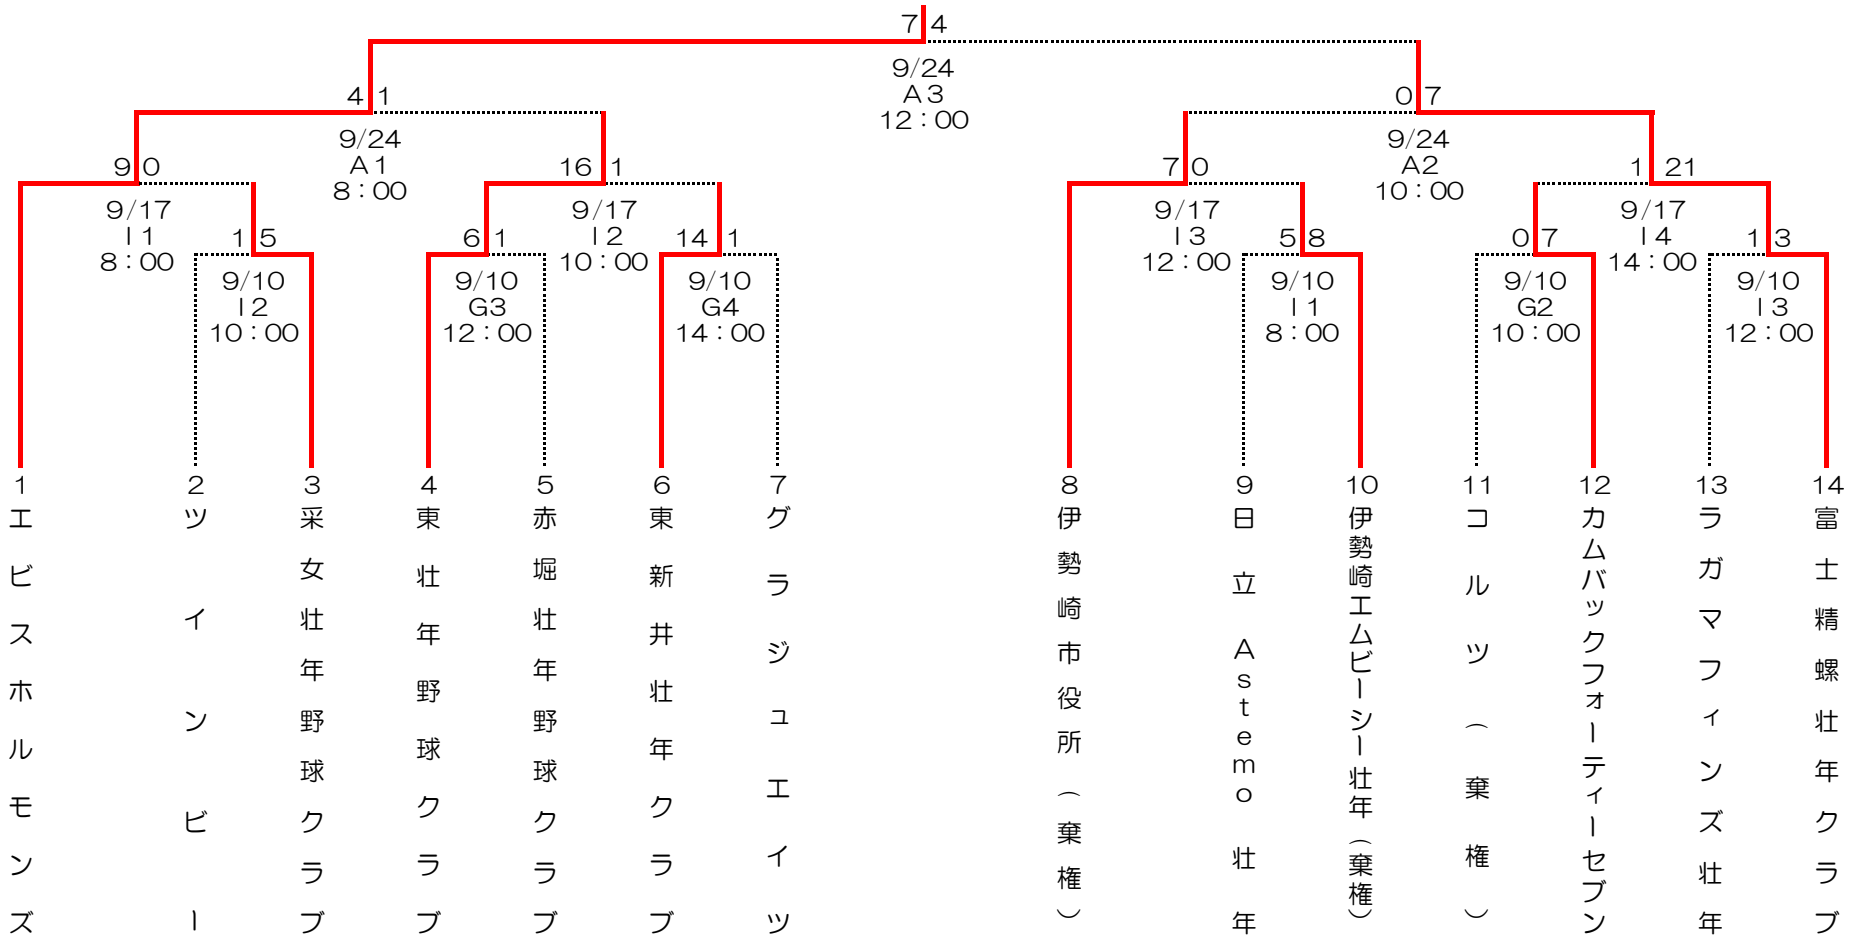 7 4
9/24
A3
12：00
4 1
9/24
A1
8：00
0 7
9/24
A2
10：00
9 0
9/17
I1
8：00
16 1
9/17
I2
10：00
7 0
9/17
I3
12：00
1 21
9/17
I4
14：00
1 5
9/10
I2
10：00
6 1
9/10
G3
12：00
14 1
9/10
G4
14：00
5 8
9/10
I1
8：00
0 7
9/10
G2
10：00
1 3
9/10
I3
12：00
1
エビスホルモンズ
2
ツインビー
3
采女壮年野球クラブ
4
東壮年野球クラブ
5
赤堀壮年野球クラブ
6
東新井壮年クラブ
7
グラジュエイツ
8
伊勢崎市役所（棄権）
9
日立Astemo壮年
10
伊勢崎エムビーシー壮年（棄権）
11
コルツ（棄権）
12
カムバックフォーティーセブン
13
ラガマフィンズ壮年
14
富士精螺壮年クラブ